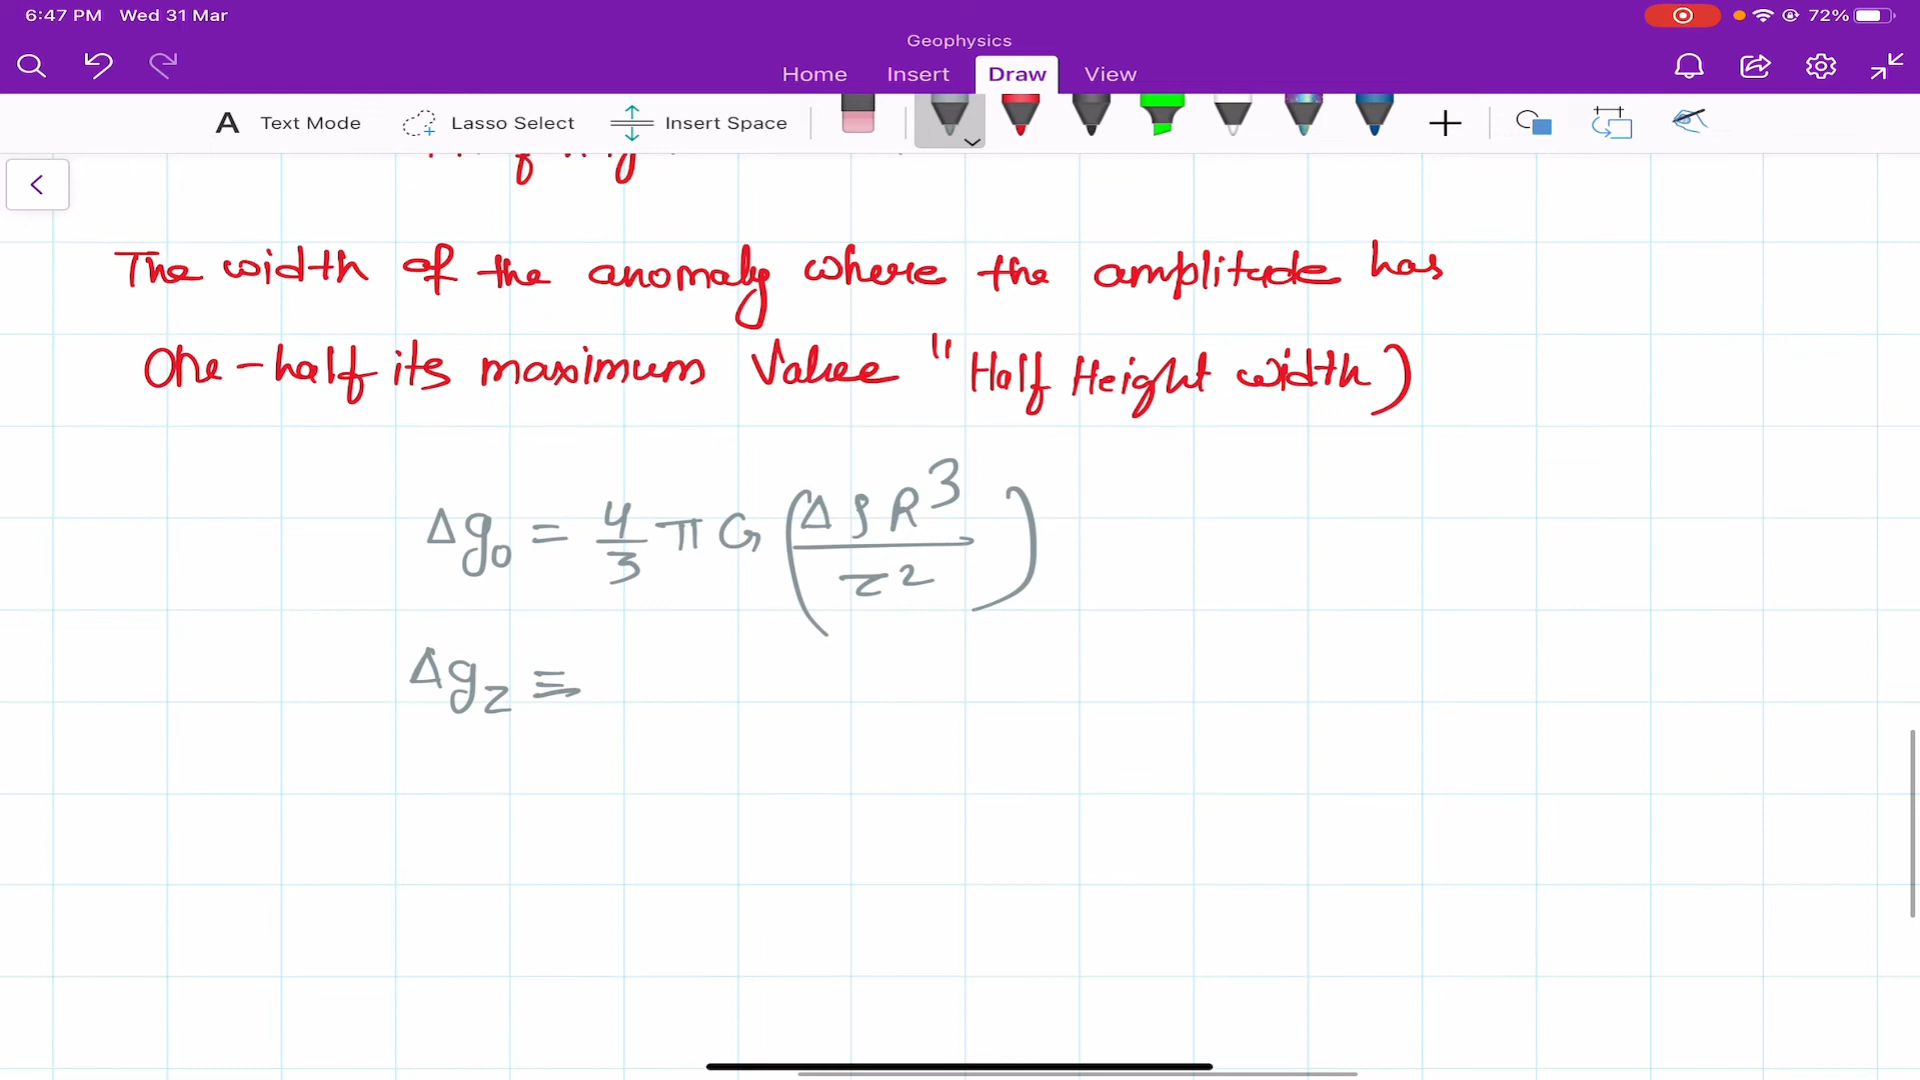 6:47 PM Wed 31 Mar
72%
Geophysics
Home Insert Draw View
A Text Mode Lasso Select Insert Space
The width of the anomaly where the amplitude has
One-half its maximum Value "Half Height width)
Δg₀ = 4/3 π G (Δ ρ R³ / z²)
Δg_z =